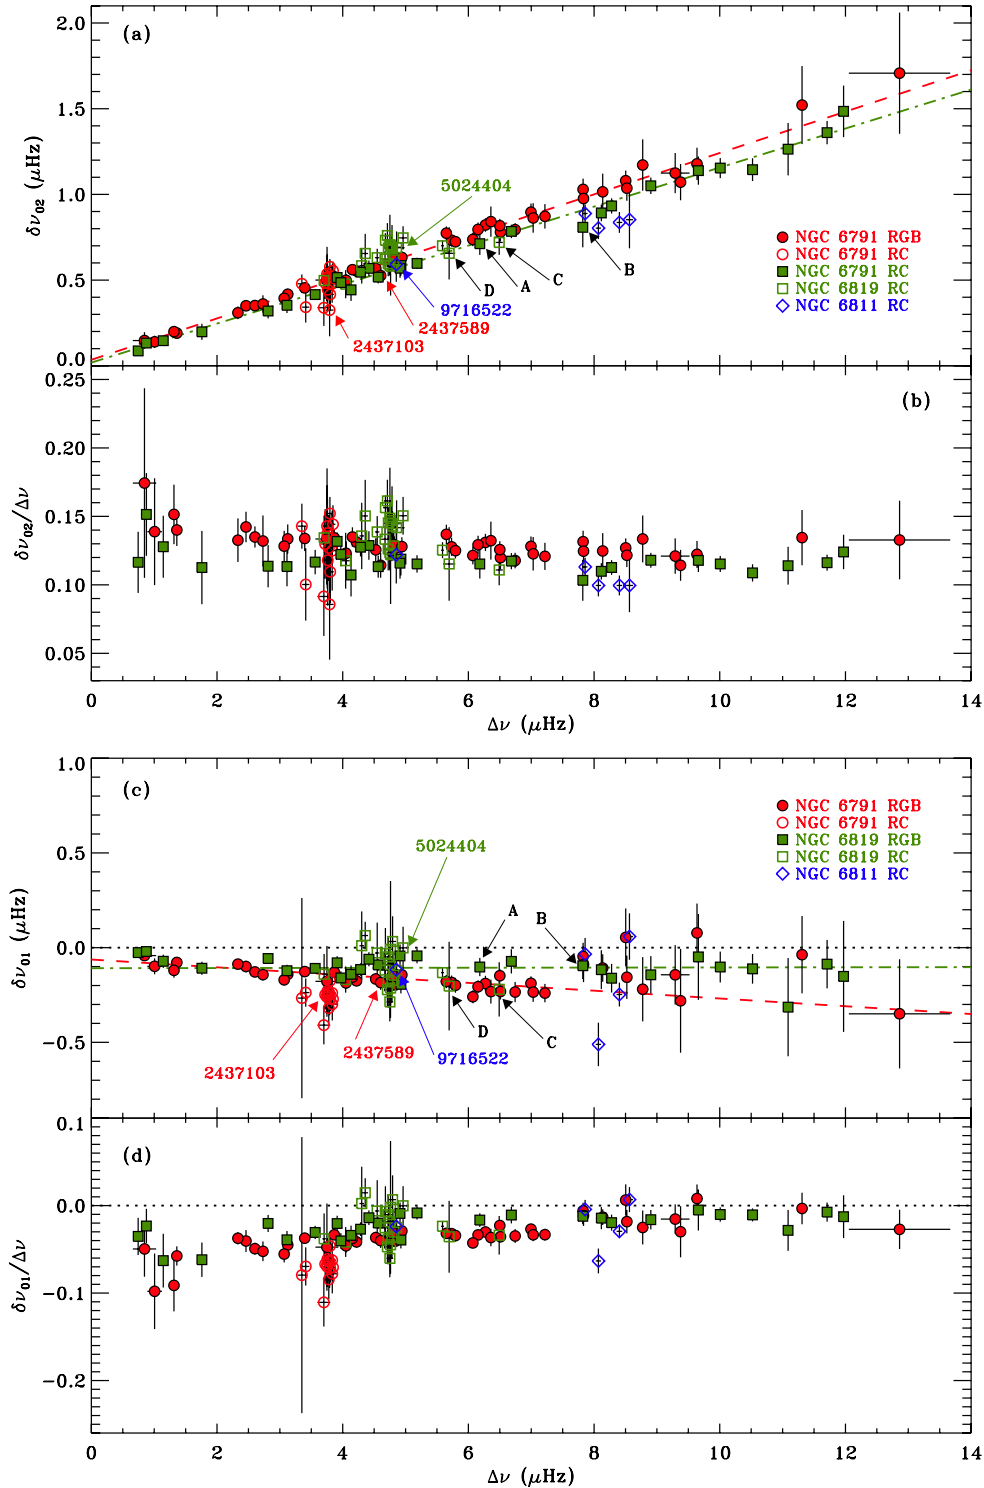 (a)
2.0
1.5
1.0
0.5
0.0
δν02 (μHz)
5024404
NGC 6791 RGB
NGC 6791 RC
NGC 6791 RC
NGC 6819 RC
NGC 6811 RC
B
C
A
D
9716522
2437589
2437103
(b)
0.25
0.20
0.15
0.10
0.05
δν02/Δν
0 2 4 6 8 10 12 14
Δν (μHz)
(c)
1.0
0.5
0.0
−0.5
δν01 (μHz)
NGC 6791 RGB
NGC 6791 RC
NGC 6819 RGB
NGC 6819 RC
NGC 6811 RC
5024404
A
B
D
C
2437589
9716522
2437103
(d)
0.1
0.0
−0.1
−0.2
δν01/Δν
0 2 4 6 8 10 12 14
Δν (μHz)